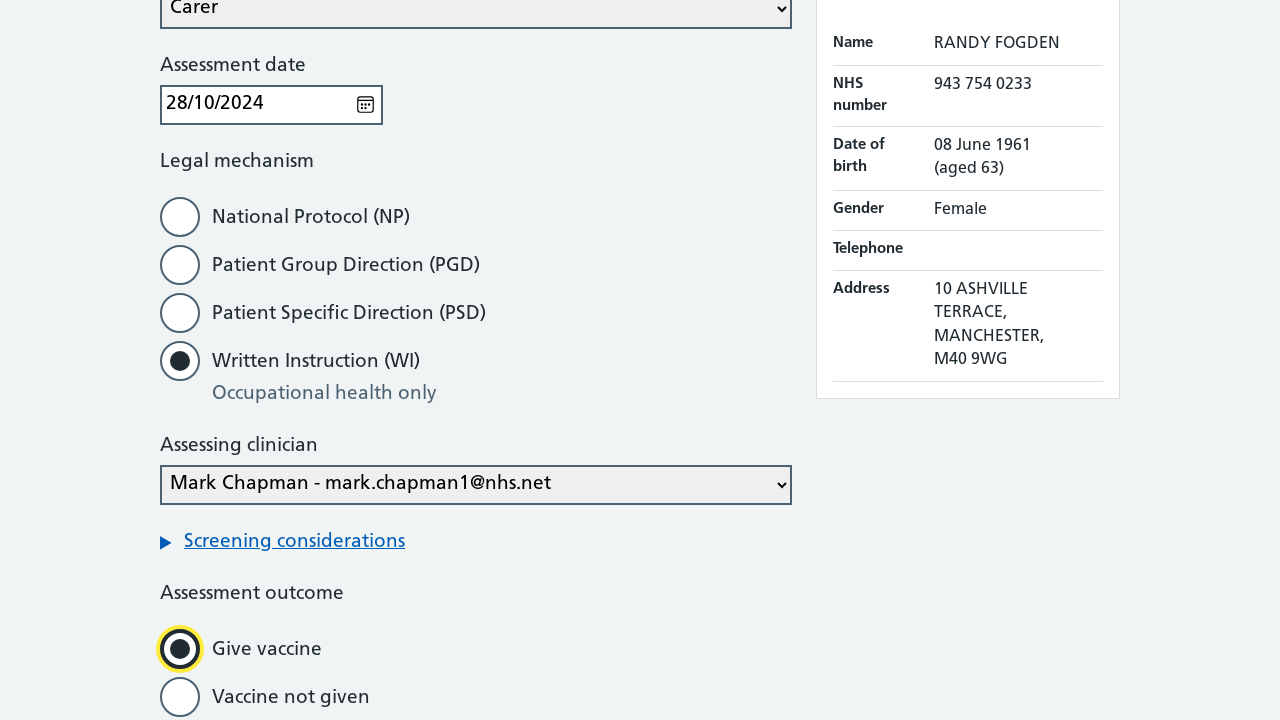 Carer
Assessment date
28/10/2024
Legal mechanism
National Protocol (NP)
Patient Group Direction (PGD)
Patient Specific Direction (PSD)
Written Instruction (WI)
Occupational health only
Assessing clinician
Mark Chapman - mark.chapman1@nhs.net
Screening considerations
Assessment outcome
Give vaccine
Vaccine not given
Name RANDY FOGDEN
NHS number 943 754 0233
Date of birth 08 June 1961
(aged 63)
Gender Female
Telephone
Address 10 ASHVILLE
TERRACE,
MANCHESTER,
M40 9WG